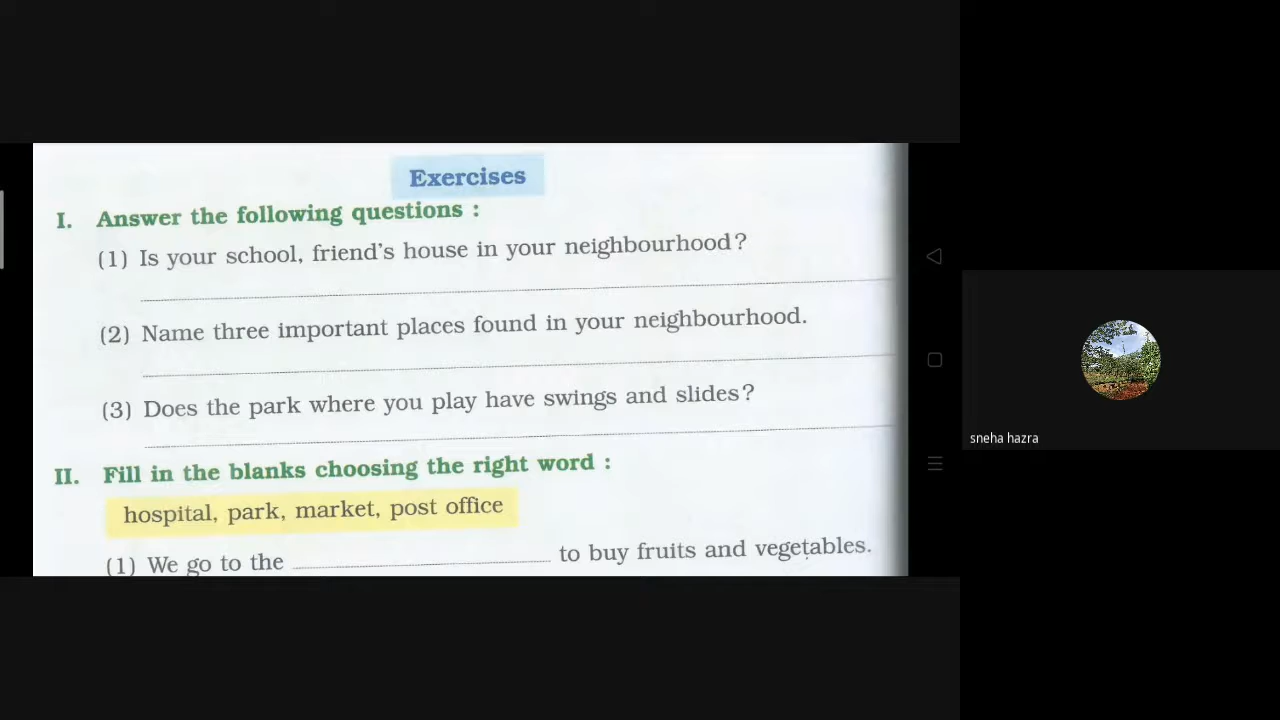 Exercises
I. Answer the following questions :
(1) Is your school, friend's house in your neighbourhood?
(2) Name three important places found in your neighbourhood.
(3) Does the park where you play have swings and slides?
II. Fill in the blanks choosing the right word :
hospital, park, market, post office
(1) We go to the ______ to buy fruits and vegetables.
sneha hazra